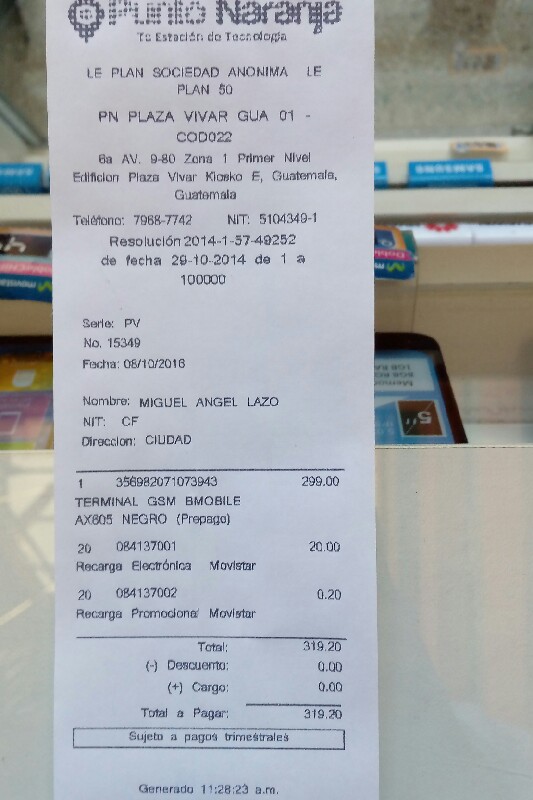 Punto Naranja
Tu Estación de Tecnología
LE PLAN SOCIEDAD ANONIMA LE
PLAN 50
PN PLAZA VIVAR GUA 01 -
COD022
6a AV. 9-80 Zona 1 Primer Nivel
Edificion Plaza Vivar Kiosko E, Guatemala,
Guatemala
Teléfono: 7968-7742 NIT: 5104349-1
Resolución 2014-1-57-49252
de fecha 29-10-2014 de 1 a
100000
Serie: PV
No. 15349
Fecha: 08/10/2016
Nombre: MIGUEL ANGEL LAZO
NIT: CF
Direccion: CIUDAD
1 356982071073943 299.00
TERMINAL GSM BMOBILE
AX605 NEGRO (Prepago)
20 084137001 20.00
Recarga Electrónica Movistar
20 084137002 0.20
Recarga Promocional Movistar
Total: 319.20
(-) Descuento: 0.00
(+) Cargo: 0.00
Total a Pagar: 319.20
Sujeto a pagos trimestrales
Generado 11:28:23 a.m.
SAMSUNG
movistar
5"